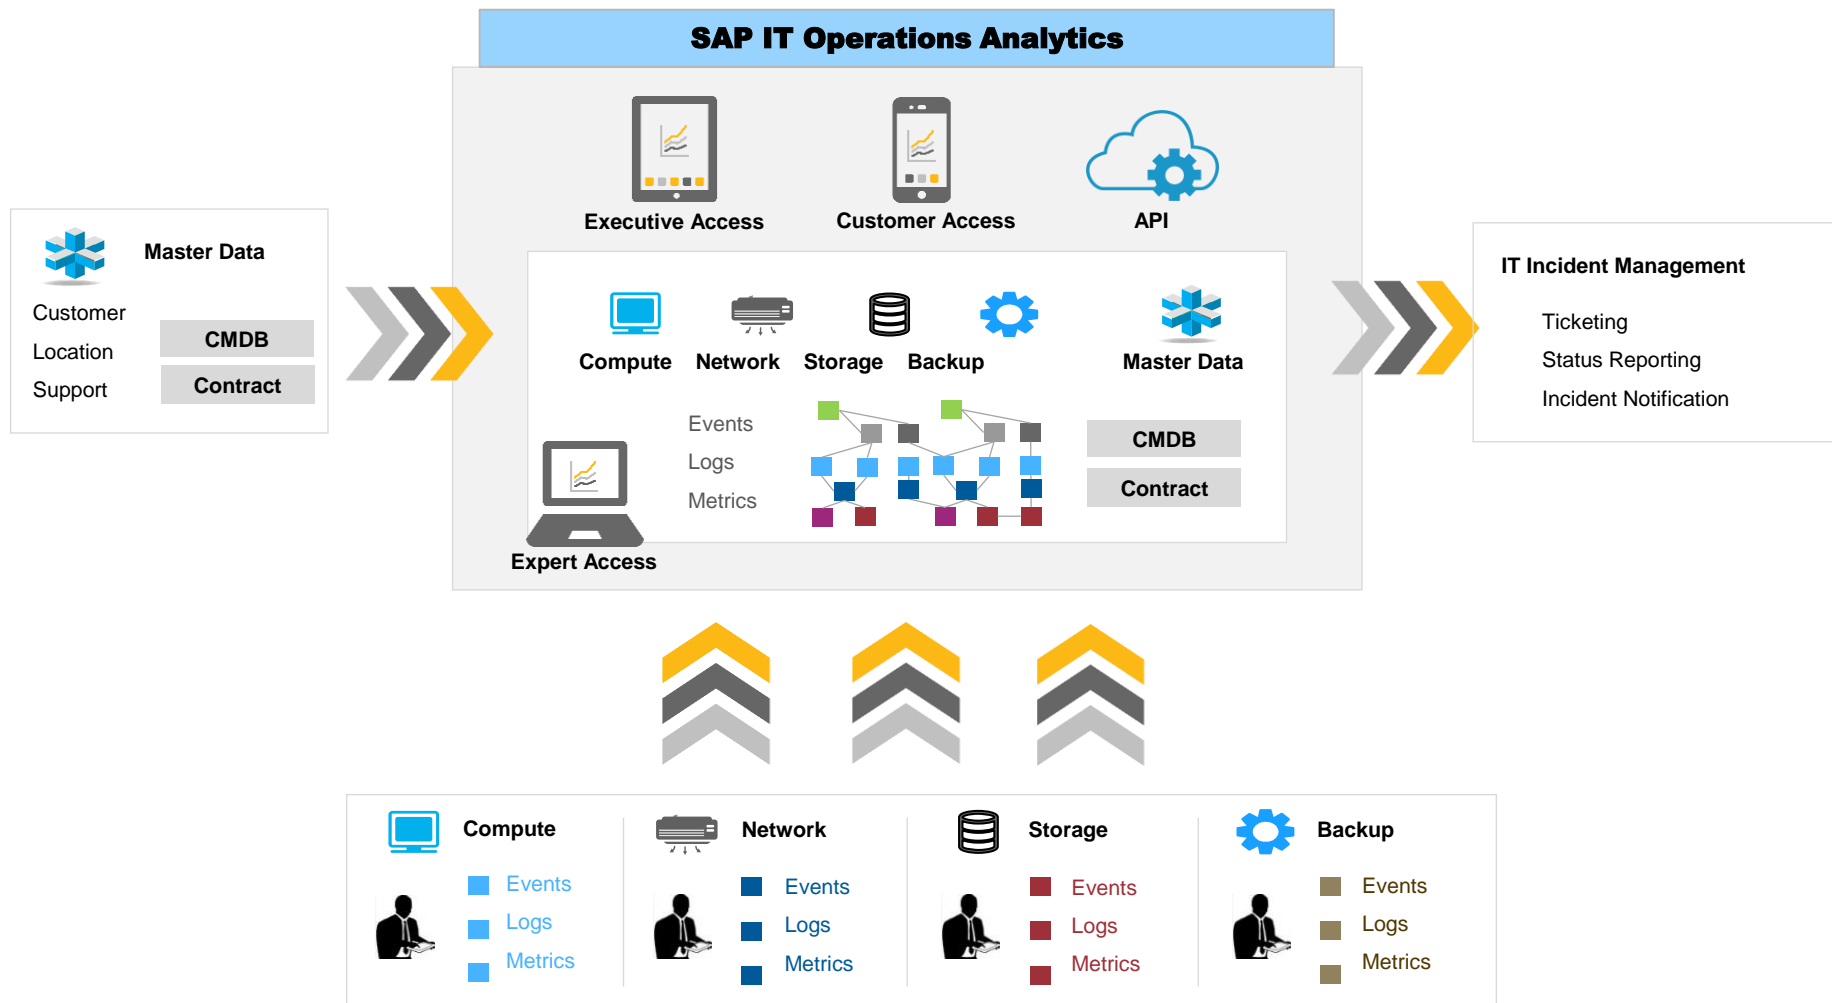 SAP IT Operations Analytics
Executive Access
Customer Access
API
Master Data
Customer
Location
Support
CMDB
Contract
Compute
Network
Storage
Backup
Master Data
Events
Logs
Metrics
CMDB
Contract
Expert Access
IT Incident Management
Ticketing
Status Reporting
Incident Notification
Compute
Events
Logs
Metrics
Network
Events
Logs
Metrics
Storage
Events
Logs
Metrics
Backup
Events
Logs
Metrics